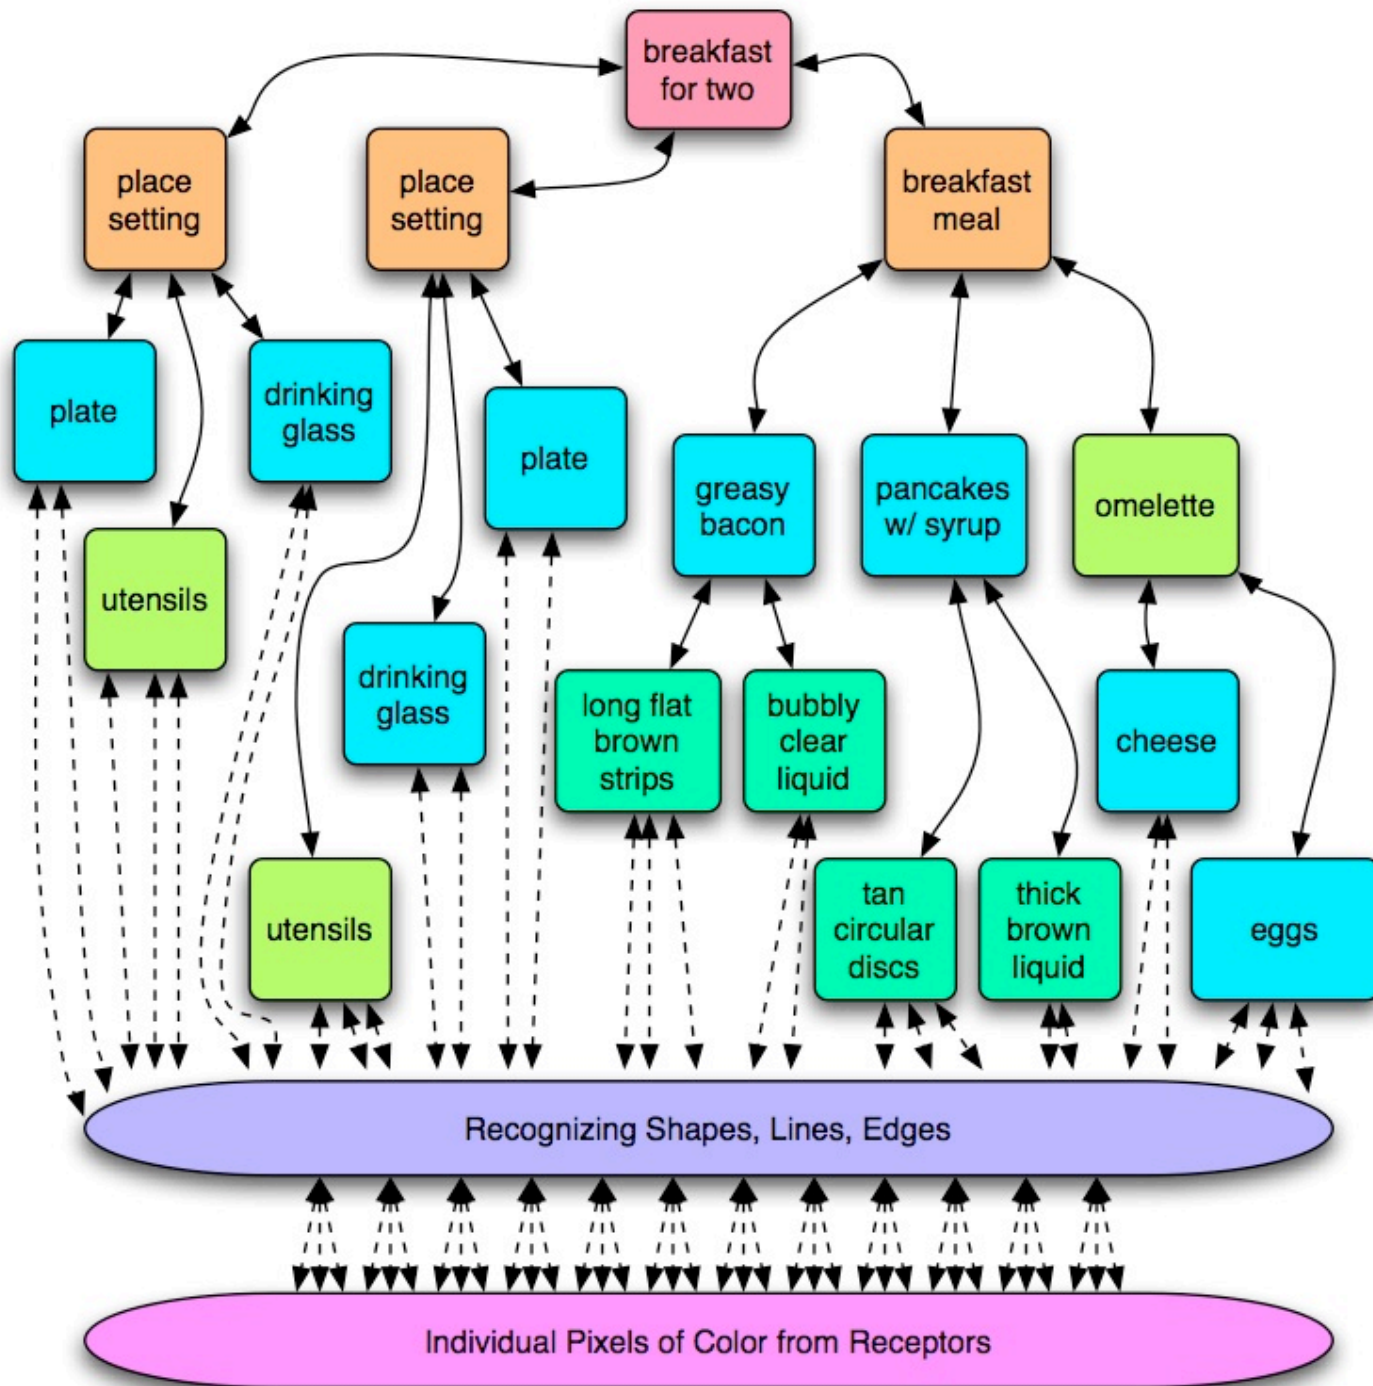 breakfast
for two
place
setting
place
setting
breakfast
meal
plate
drinking
glass
plate
greasy
bacon
pancakes
w/ syrup
omelette
utensils
drinking
glass
long flat
brown
strips
bubbly
clear
liquid
cheese
utensils
tan
circular
discs
thick
brown
liquid
eggs
Recognizing Shapes, Lines, Edges
Individual Pixels of Color from Receptors